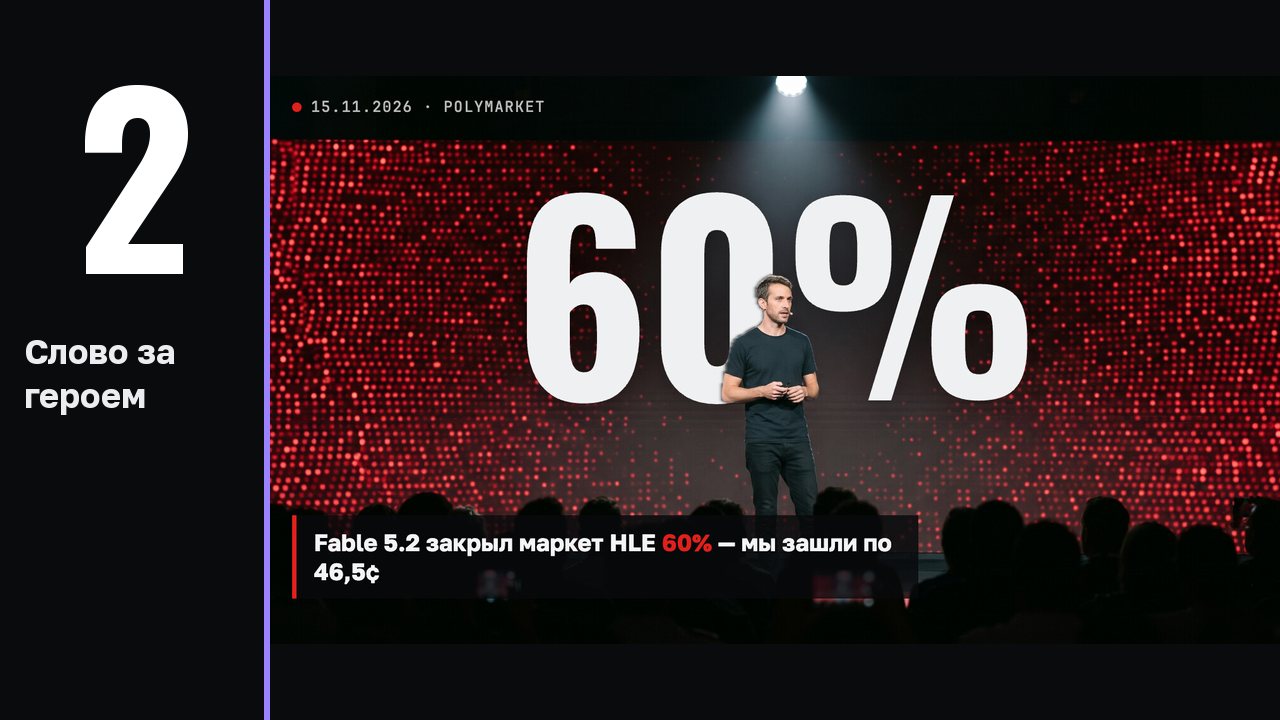 2
Слово за
героем
15.11.2026 · POLYMARKET
60%
Fable 5.2 закрыл маркет HLE 60% — мы зашли по
46,5¢